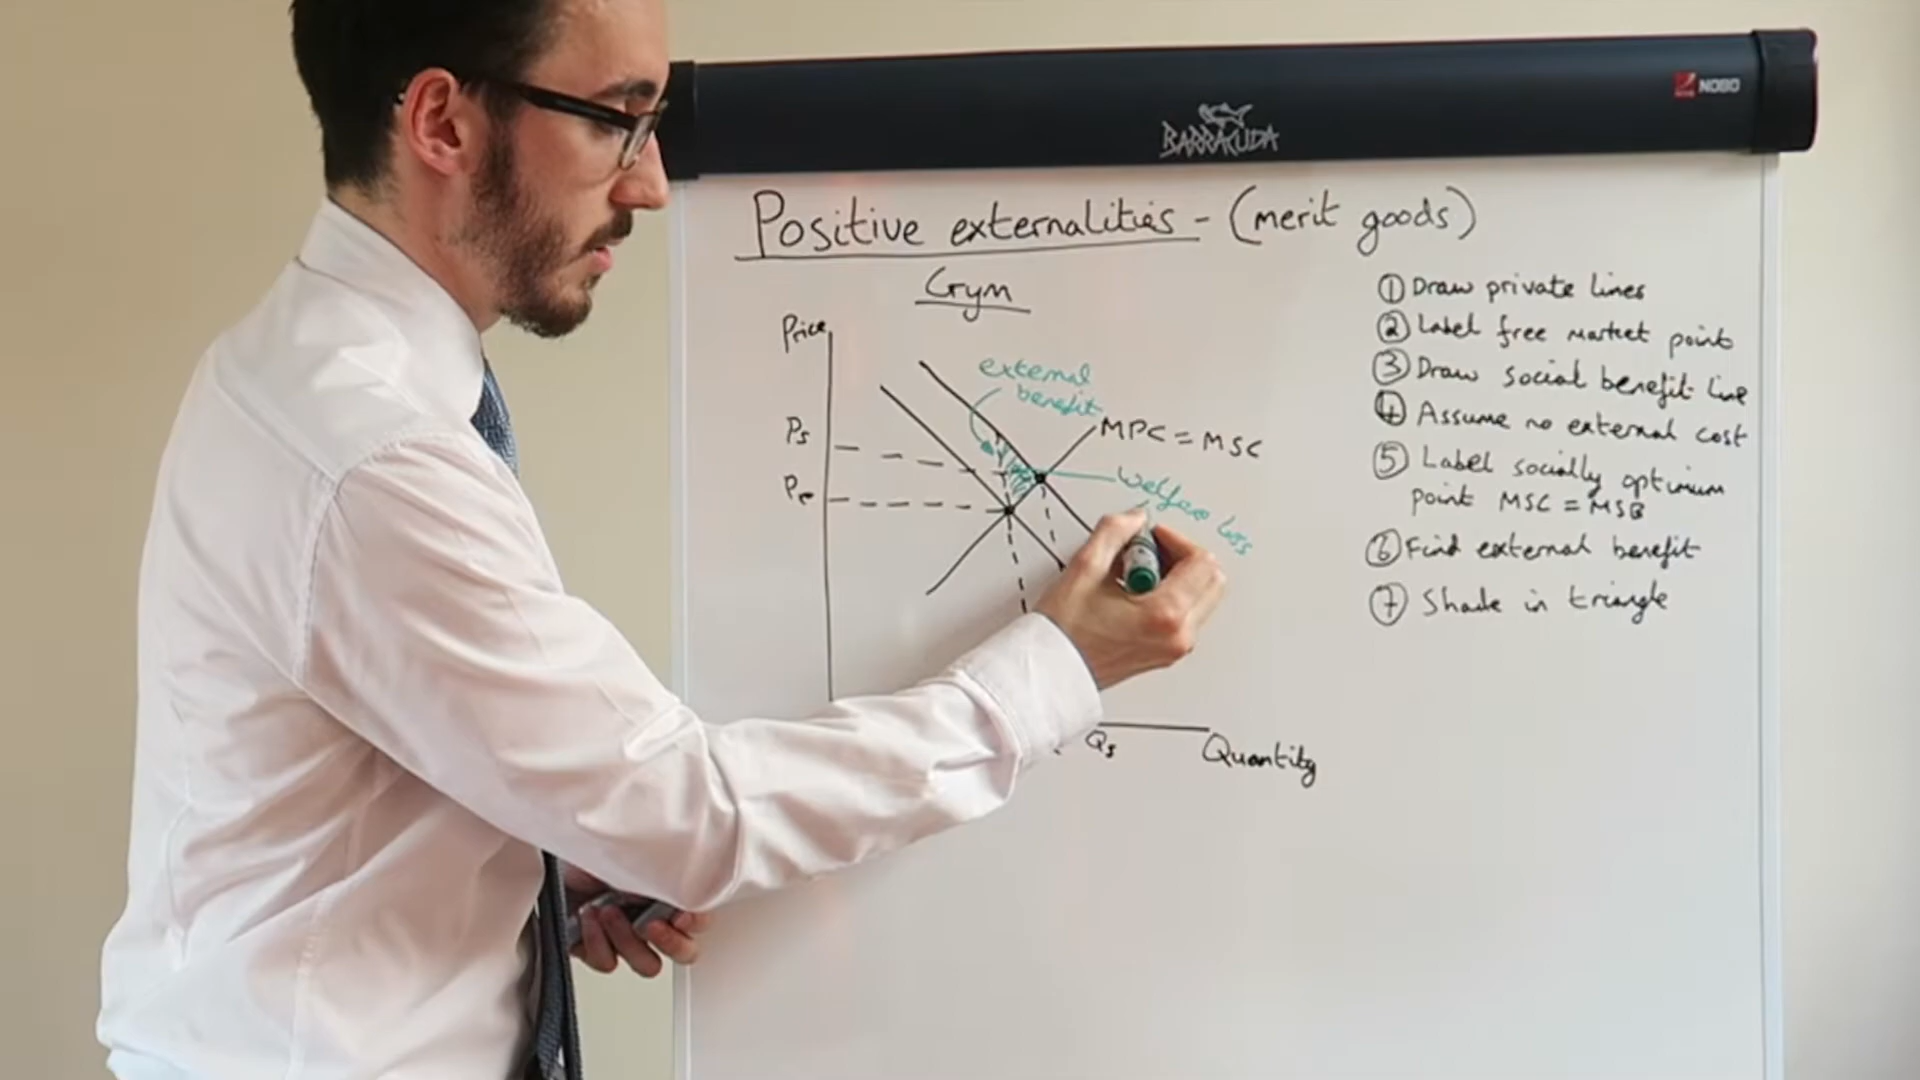 NOBO
BARRACUDA
Positive externalities - (merit goods)
Gym
Price
external
benefit
Ps
MPC = MSC
Pe
welfare loss
Qs
Quantity
① Draw private lines
② Label free market point
③ Draw social benefit line
④ Assume no external cost
⑤ Label socially optimum
point MSC = MSB
⑥ Find external benefit
⑦ Shade in triangle